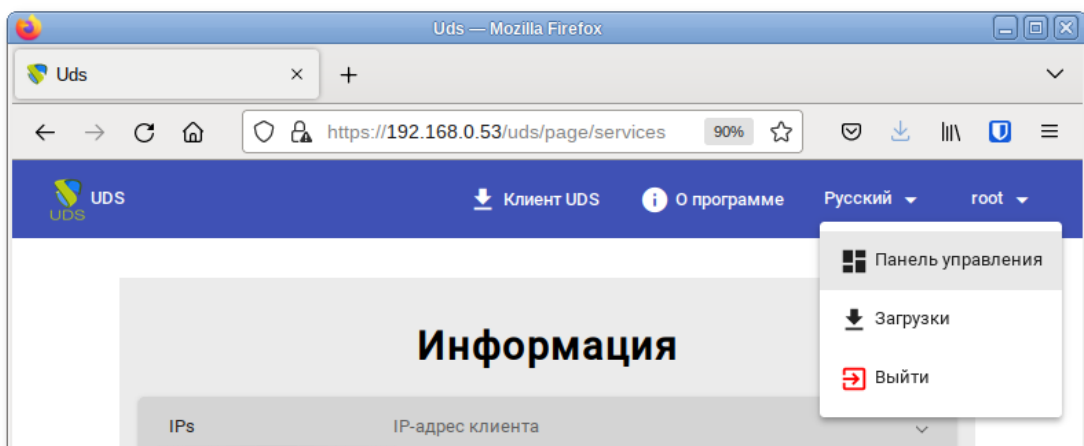 Uds — Mozilla Firefox
Uds
https://192.168.0.53/uds/page/services 90%
UDS UDS Клиент UDS О программе Русский root
Панель управления
Загрузки
Выйти
Информация
IPs IP-адрес клиента